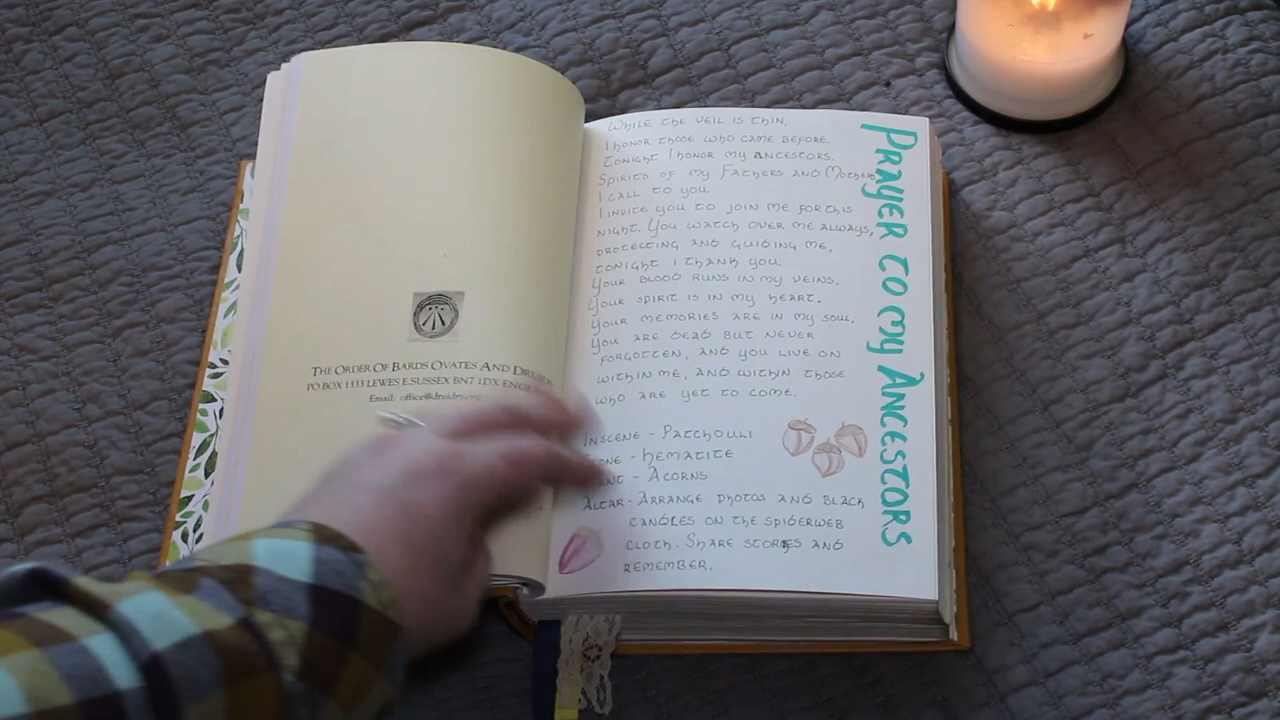 THE ORDER OF BARDS OVATES AND DRUIDS
PO BOX 1333 LEWES E.SUSSEX BN7 1DX
Email: office@druidry.org
PRAYER TO MY ANCESTORS
WHILE THE VEIL IS THIN,
I HONOR THOSE WHO CAME BEFORE.
TONIGHT I HONOR MY ANCESTORS.
SPIRITS OF MY FATHERS AND MOTHERS
I CALL TO YOU
I INVITE YOU TO JOIN ME FOR THIS
NIGHT. YOU WATCH OVER ME ALWAYS,
PROTECTING AND GUIDING ME,
TONIGHT I THANK YOU.
YOUR BLOOD RUNS IN MY VEINS.
YOUR SPIRIT IS IN MY HEART.
YOUR MEMORIES ARE IN MY SOUL.
YOU ARE DEAD BUT NEVER
FORGOTTEN, AND YOU LIVE ON
WITHIN ME, AND WITHIN THOSE
WHO ARE YET TO COME.
INSCENE - PATCHOULI
- HEMATITE
- ACORNS
ALTAR - ARRANGE PHOTOS AND BLACK
CANDLES ON THE SPIDERWEB
CLOTH. SHARE STORIES AND
REMEMBER.